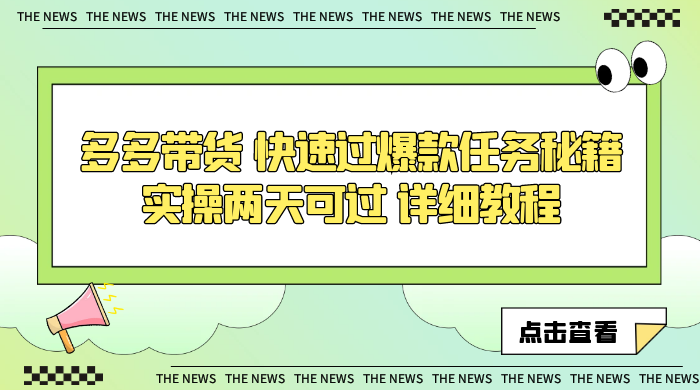 THE NEWS THE NEWS THE NEWS THE NEWS THE NEWS THE NEWS THE NEWS THE NEWS
多多带货 快速过爆款任务秘籍
实操两天可过 详细教程
点击查看
THE NEWS THE NEWS THE NEWS THE NEWS THE NEWS THE NEWS THE NEWS THE NEWS